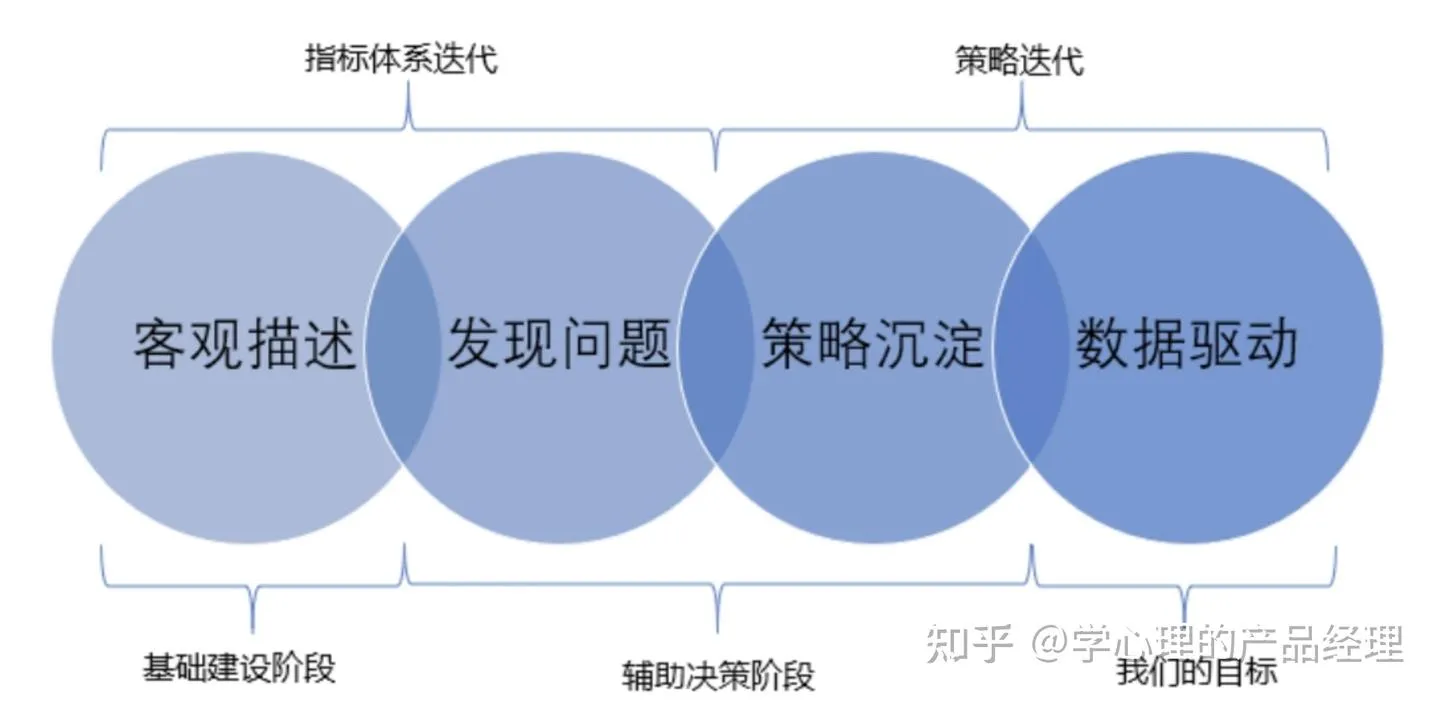 指标体系迭代
策略迭代
客观描述
发现问题
策略沉淀
数据驱动
基础建设阶段
辅助决策阶段
我们的目标
知乎 @学心理的产品经理